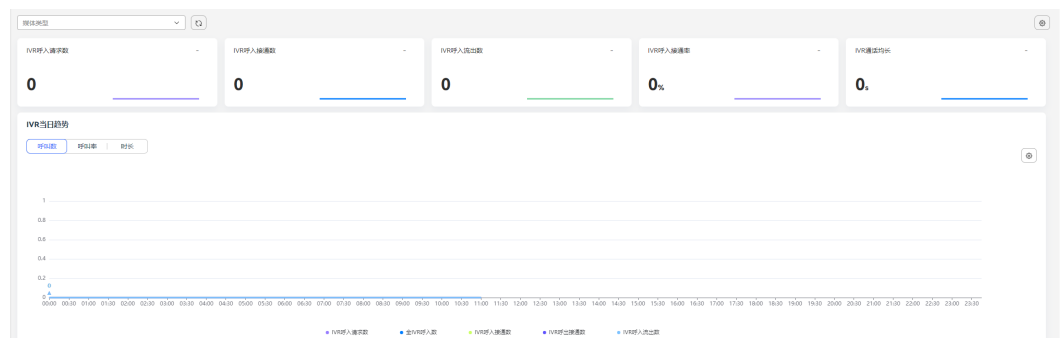 媒体类型
IVR呼入请求数 -
IVR呼入接通数 -
IVR呼入流出数 -
IVR呼入接通率 -
IVR通话均长 -
0
0
0
0%
0s
IVR当日趋势
呼叫数 呼叫率 时长
1
0.8
0.6
0.4
0.2
0
0
00:00 00:30 01:00 01:30 02:00 02:30 03:00 03:30 04:00 04:30 05:00 05:30 06:00 06:30 07:00 07:30 08:00 08:30 09:00 09:30 10:00 10:30 11:00 11:30 12:00 12:30 13:00 13:30 14:00 14:30 15:00 15:30 16:00 16:30 17:00 17:30 18:00 18:30 19:00 19:30 20:00 20:30 21:00 21:30 22:00 22:30 23:00 23:30
IVR呼入请求数 全IVR呼入数 IVR呼入接通数 IVR呼出接通数 IVR呼入流出数